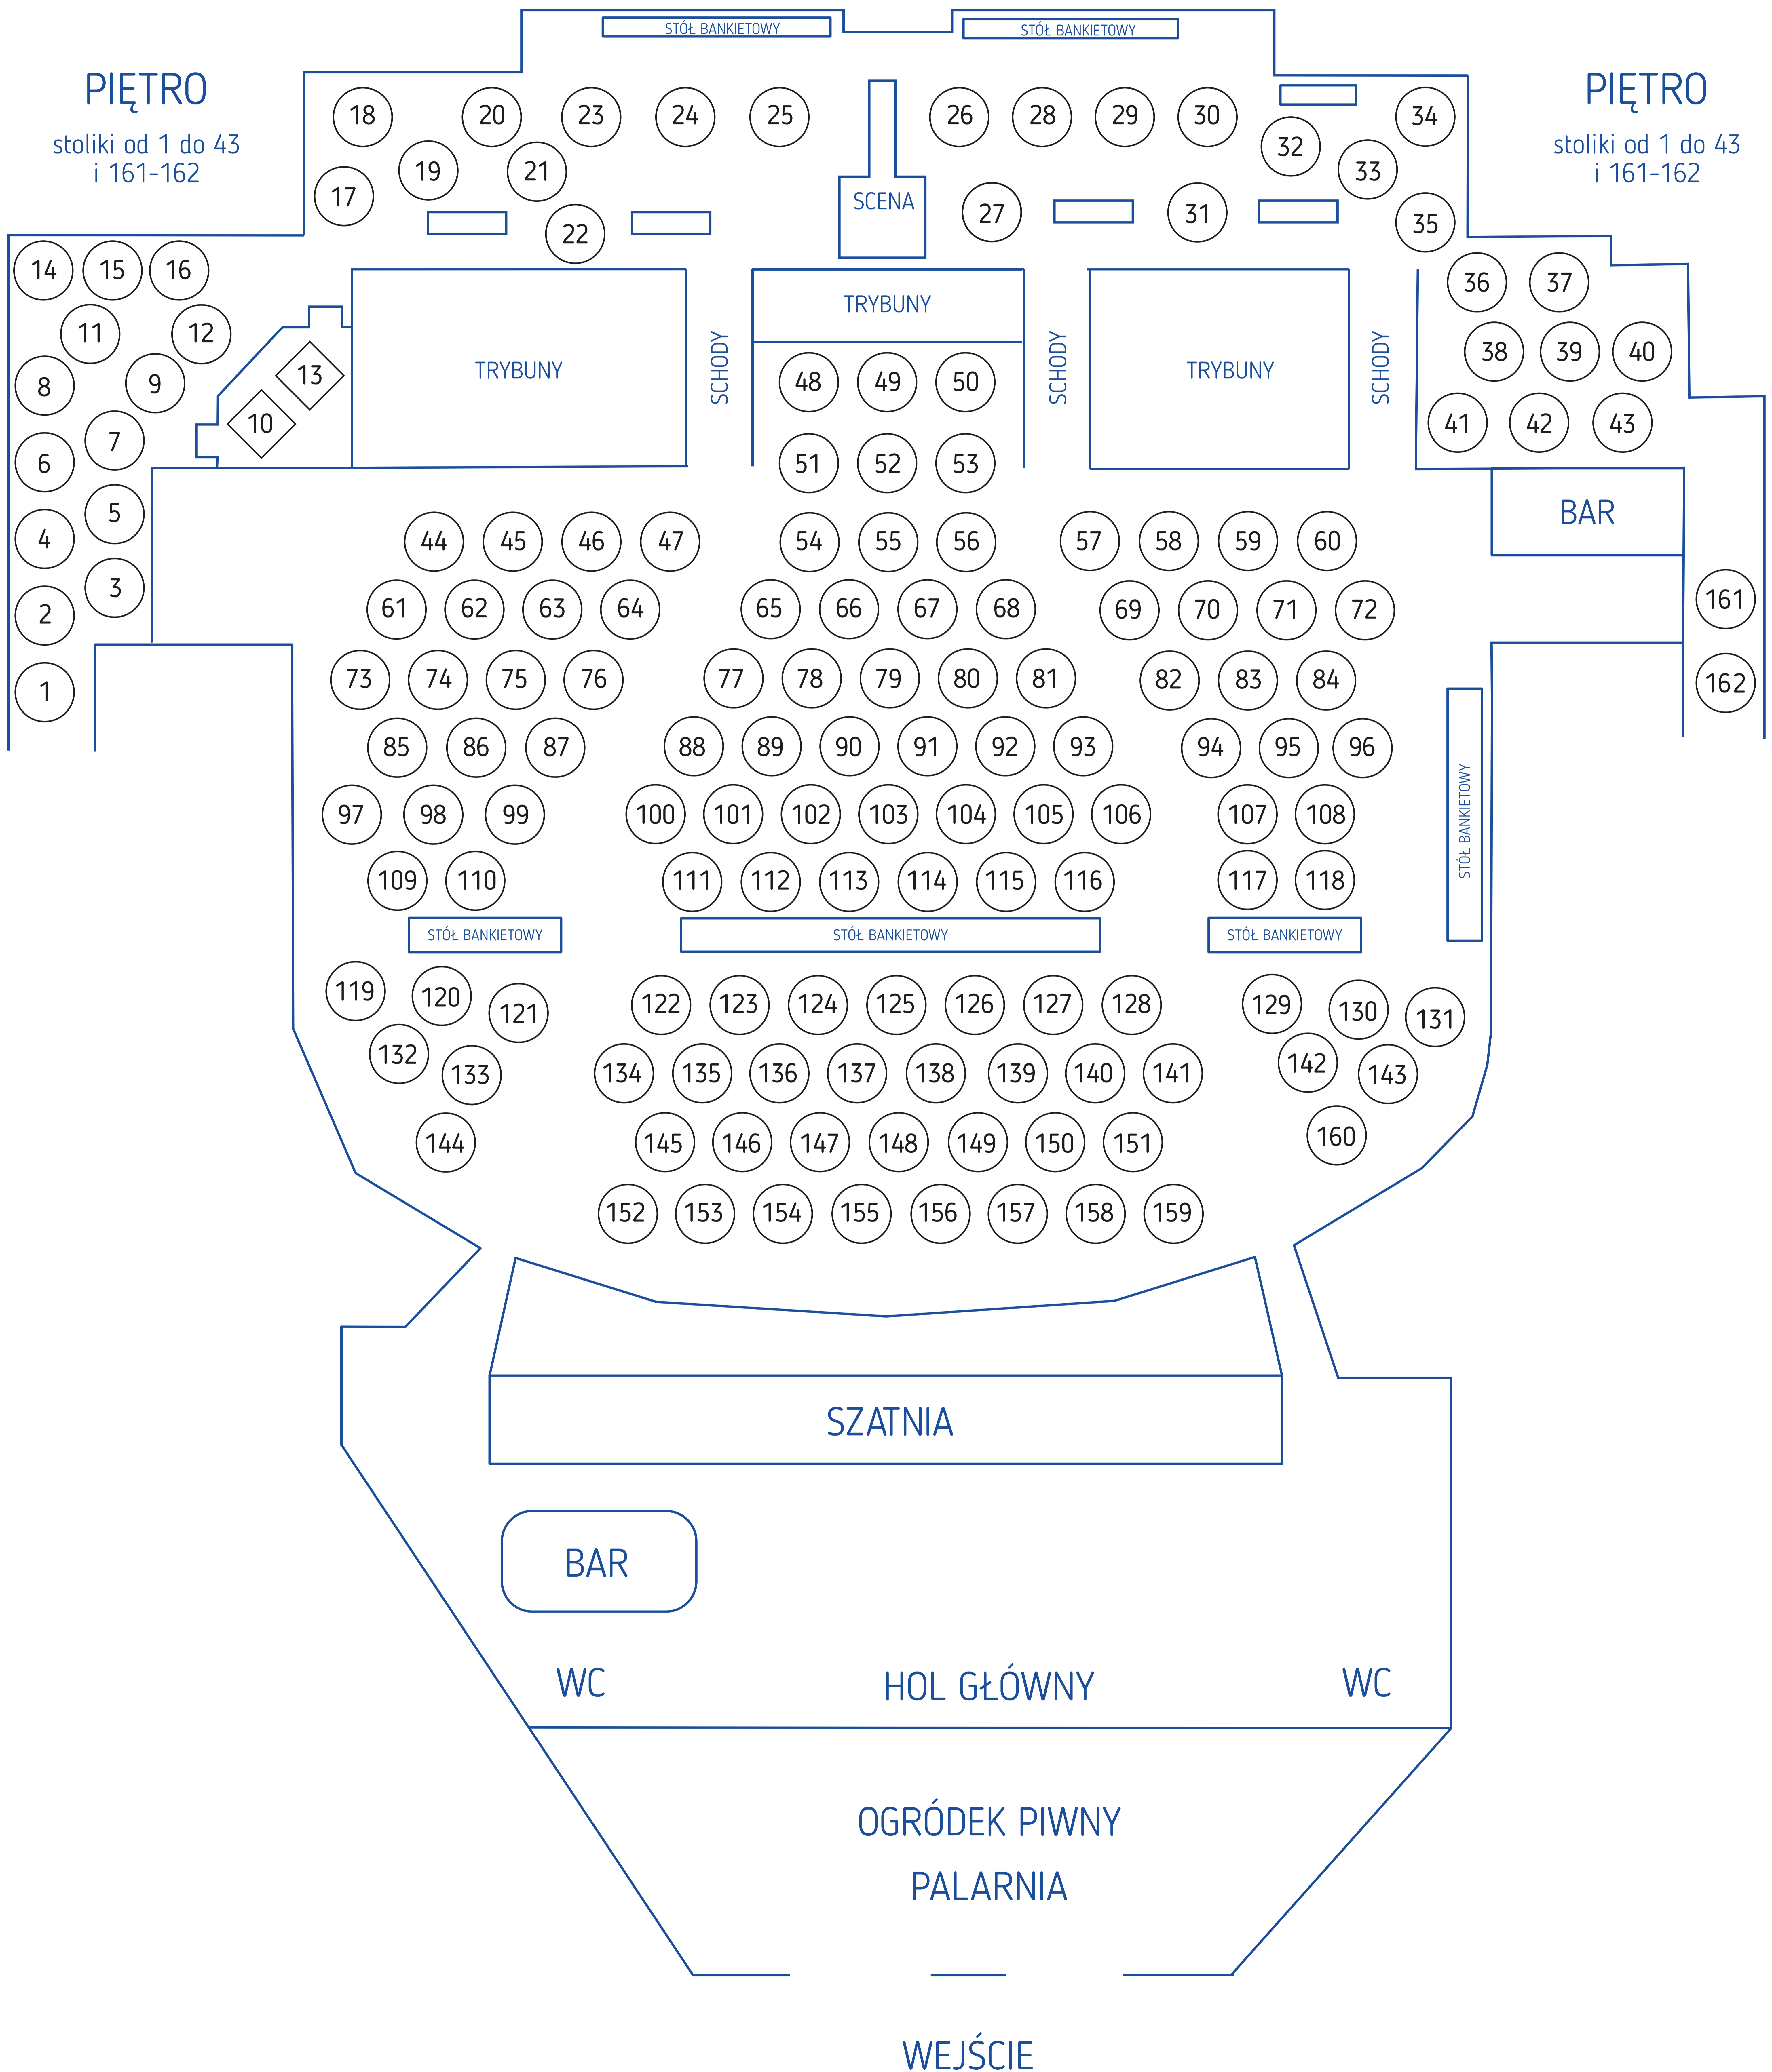 STÓŁ BANKIETOWY STÓŁ BANKIETOWY
PIĘTRO PIĘTRO
stoliki od 1 do 43 stoliki od 1 do 43
i 161-162 i 161-162
18 20 23 24 25 26 28 29 30 34
32
19 21 33
17 SCENA 27 31 35
22
14 15 16 36 37
TRYBUNY
11 12 38 39 40
SCHODY SCHODY SCHODY
13 TRYBUNY TRYBUNY
8 9 48 49 50
10 41 42 43
7
6 51 52 53
5 BAR
4 44 45 46 47 54 55 56 57 58 59 60
3 161
2 61 62 63 64 65 66 67 68 69 70 71 72
1 73 74 75 76 77 78 79 80 81 82 83 84 162
85 86 87 88 89 90 91 92 93 94 95 96
STÓŁ BANKIETOWY
97 98 99 100 101 102 103 104 105 106 107 108
109 110 111 112 113 114 115 116 117 118
STÓŁ BANKIETOWY STÓŁ BANKIETOWY STÓŁ BANKIETOWY
119 120 121 122 123 124 125 126 127 128 129 130 131
132 133 134 135 136 137 138 139 140 141 142 143
144 145 146 147 148 149 150 151 160
152 153 154 155 156 157 158 159
SZATNIA
BAR
WC HOL GŁÓWNY WC
OGRÓDEK PIWNY
PALARNIA
WEJŚCIE